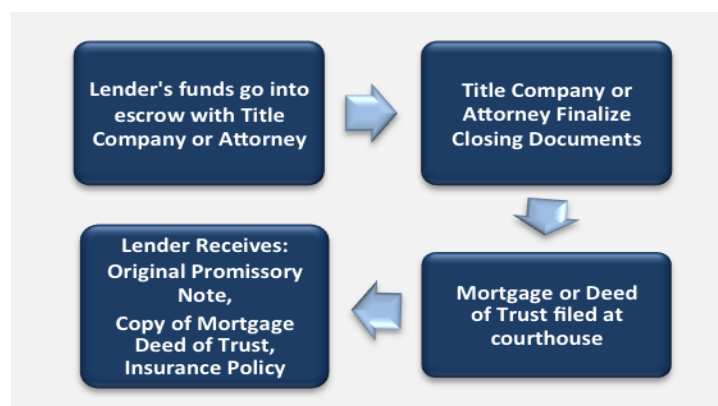 Lender's funds go into
escrow with Title
Company or Attorney
Title Company or
Attorney Finalize
Closing Documents
Mortgage or Deed
of Trust filed at
courthouse
Lender Receives:
Original Promissory
Note,
Copy of Mortgage
Deed of Trust,
Insurance Policy